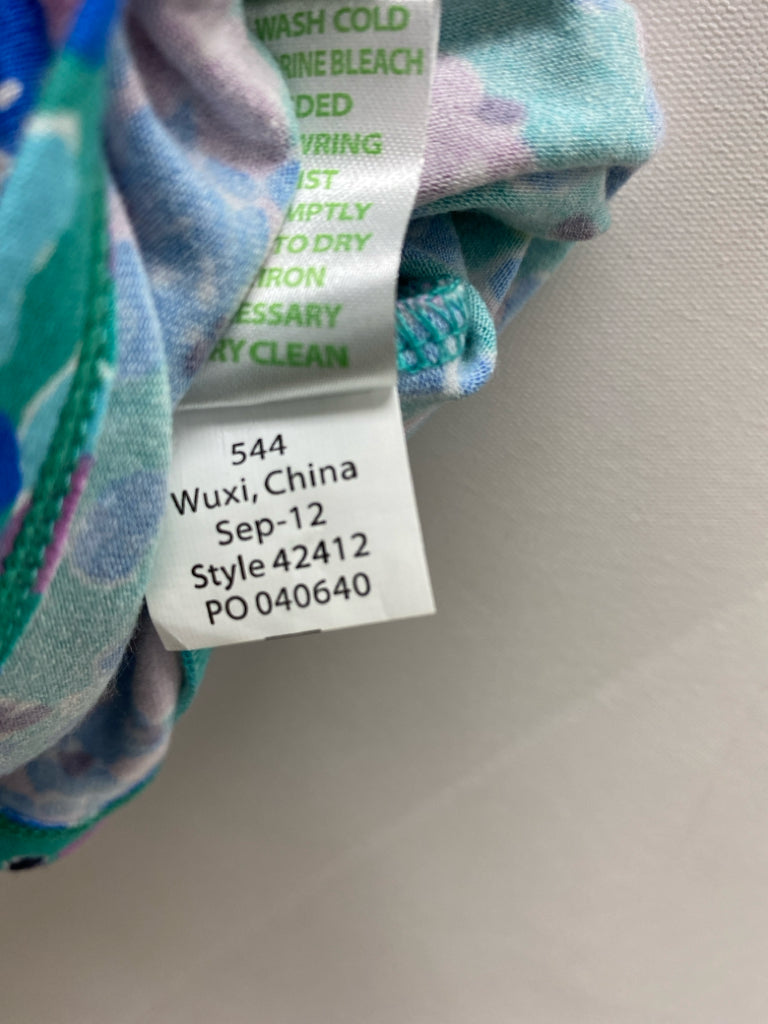 WASH COLD
RINE BLEACH
DED
WRING
IST
MPTLY
TO DRY
IRON
ESSARY
RY CLEAN
544
Wuxi, China
Sep-12
Style 42412
PO 040640